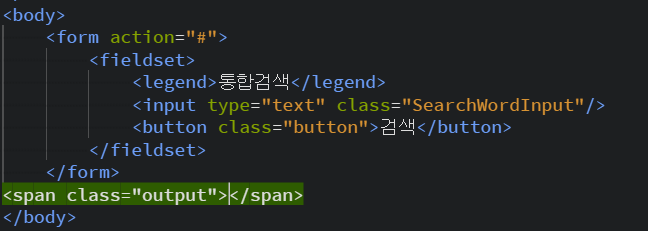 <body>
<form action="#">
<fieldset>
<legend>통합검색</legend>
<input type="text" class="SearchWordInput"/>
<button class="button">검색</button>
</fieldset>
</form>
<span class="output"></span>
</body>